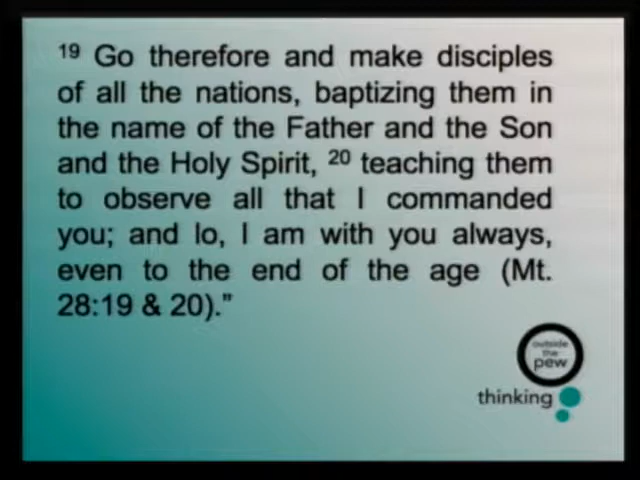 19 Go therefore and make disciples
of all the nations, baptizing them in
the name of the Father and the Son
and the Holy Spirit, 20 teaching them
to observe all that I commanded
you; and lo, I am with you always,
even to the end of the age (Mt.
28:19 & 20)."
outside
the
pew
thinking